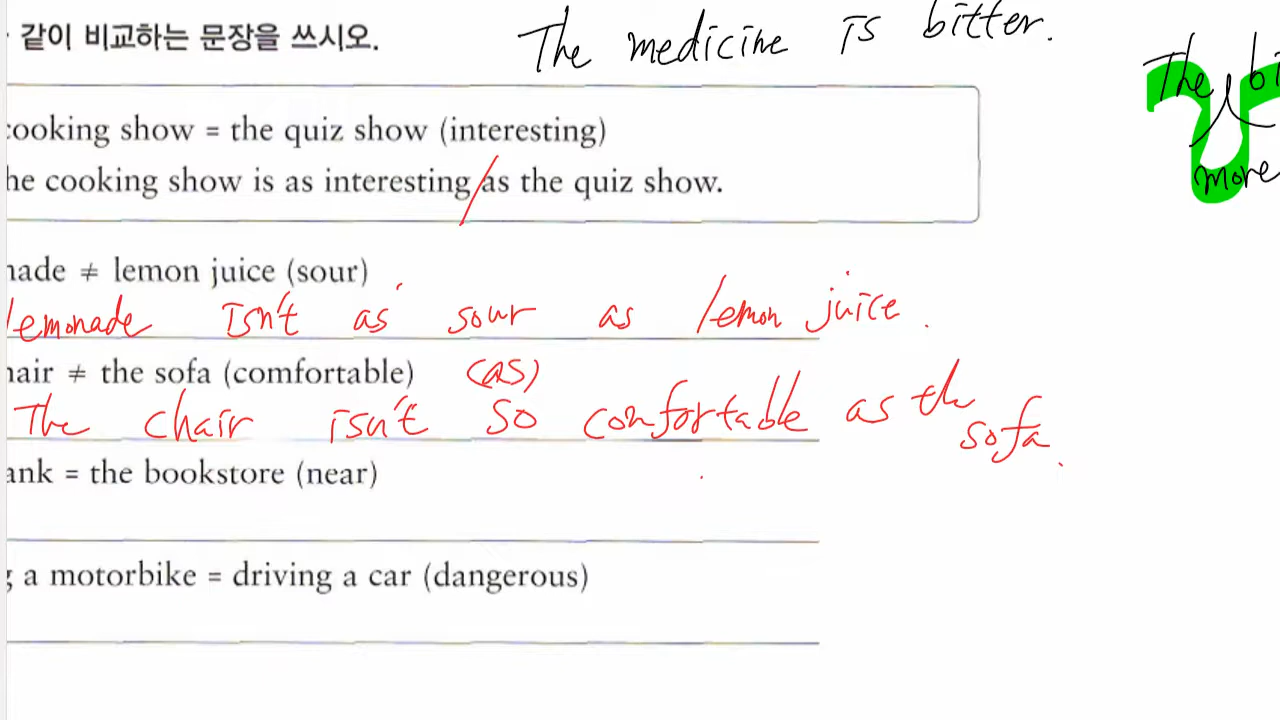 같이 비교하는 문장을 쓰시오.
The medicine is bitter.
The bi
more
cooking show = the quiz show (interesting)
he cooking show is as interesting/as the quiz show.
nade ≠ lemon juice (sour)
lemonade isn't as sour as lemon juice.
hair ≠ the sofa (comfortable) (as)
The chair isn't so comfortable as the
sofa.
ank = the bookstore (near)
g a motorbike = driving a car (dangerous)